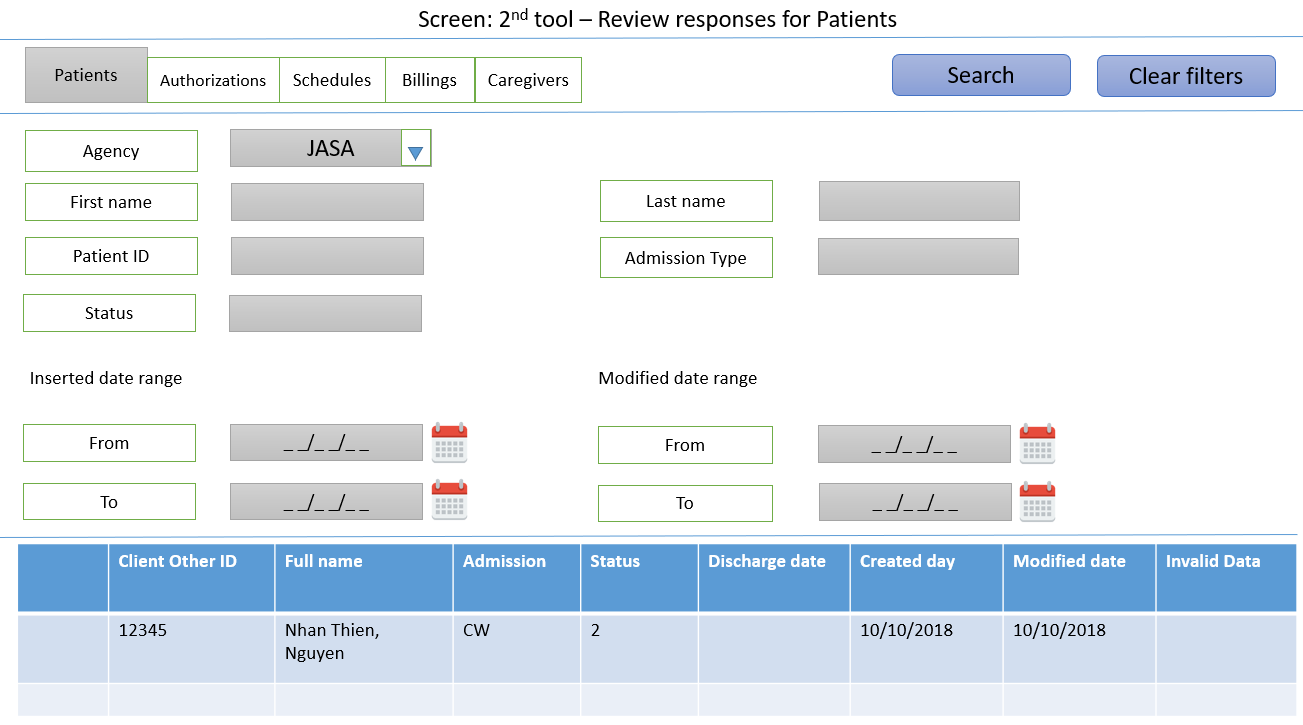 Screen: 2nd tool – Review responses for Patients
Patients
Authorizations
Schedules
Billings
Caregivers
Search
Clear filters
Agency
JASA
First name
Last name
Patient ID
Admission Type
Status
Inserted date range
Modified date range
From
_ _/_ _/_ _
From
_ _/_ _/_ _
To
_ _/_ _/_ _
To
_ _/_ _/_ _
Client Other ID
Full name
Admission
Status
Discharge date
Created day
Modified date
Invalid Data
12345
Nhan Thien,
Nguyen
CW
2
10/10/2018
10/10/2018